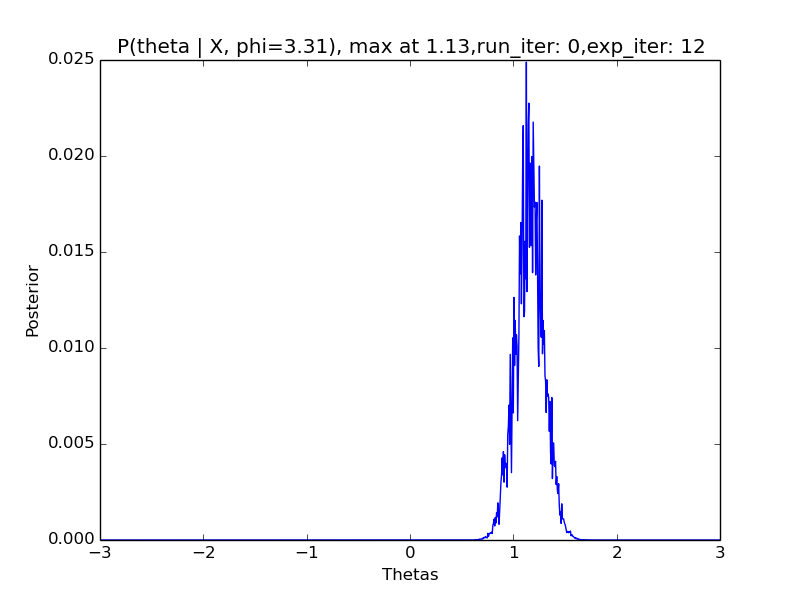 P(theta | X, phi=3.31), max at 1.13,run_iter: 0,exp_iter: 12
0.025
0.020
0.015
0.010
0.005
0.000
Posterior
−3 −2 −1 0 1 2 3
Thetas